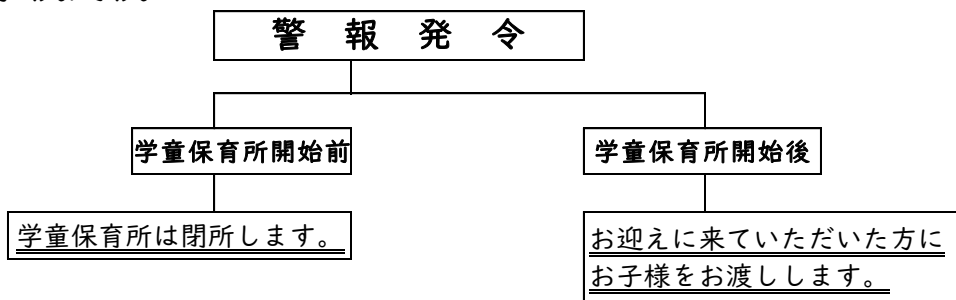 警報発令
学童保育所開始前
学童保育所開始後
学童保育所は閉所します。
お迎えに来ていただいた方に
お子様をお渡しします。